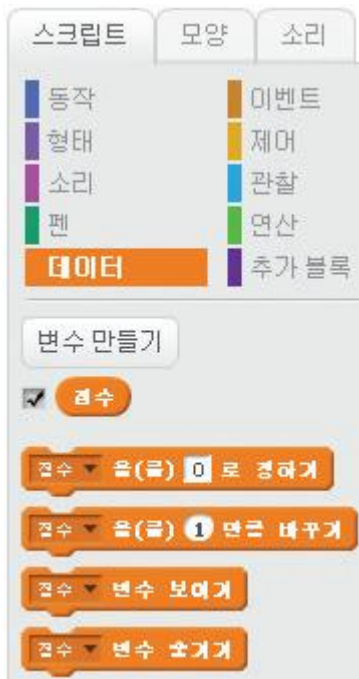 스크립트 모양 소리
동작 이벤트
형태 제어
소리 관찰
펜 연산
데이터 추가 블록
변수 만들기
점수
점수 을(를) 0 로 정하기
점수 을(를) 1 만큼 바꾸기
점수 변수 보이기
점수 변수 숨기기